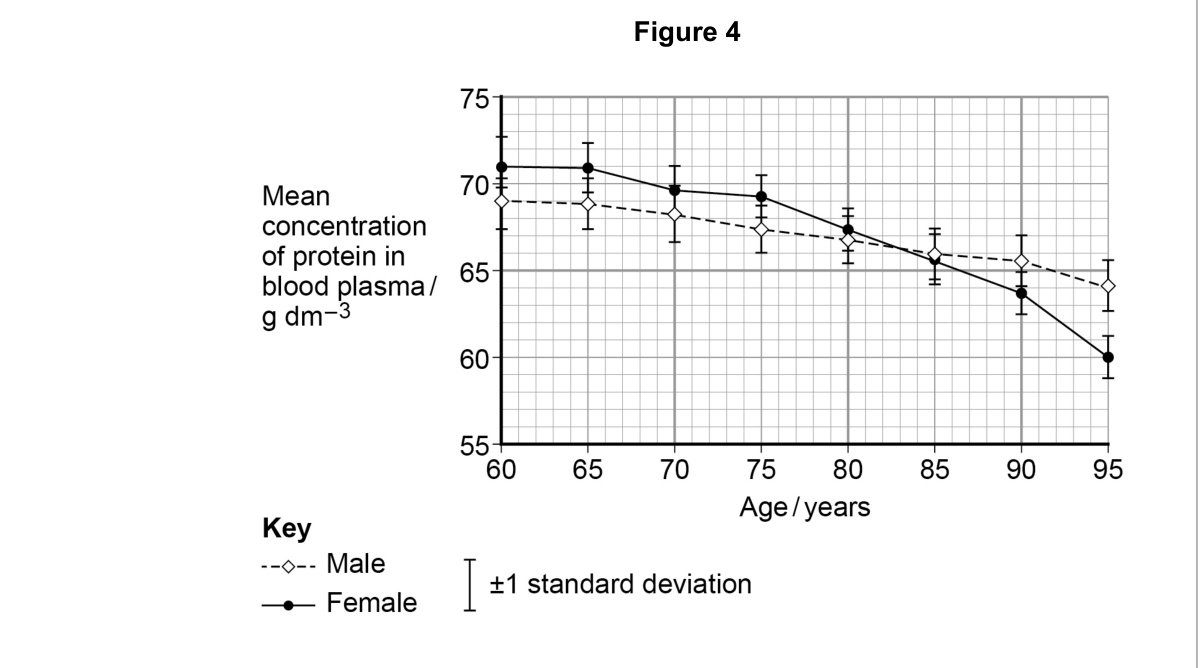 Figure 4
75
70
65
60
55
Mean
concentration
of protein in
blood plasma /
g dm–3
60 65 70 75 80 85 90 95
Age / years
Key
Male
Female
±1 standard deviation